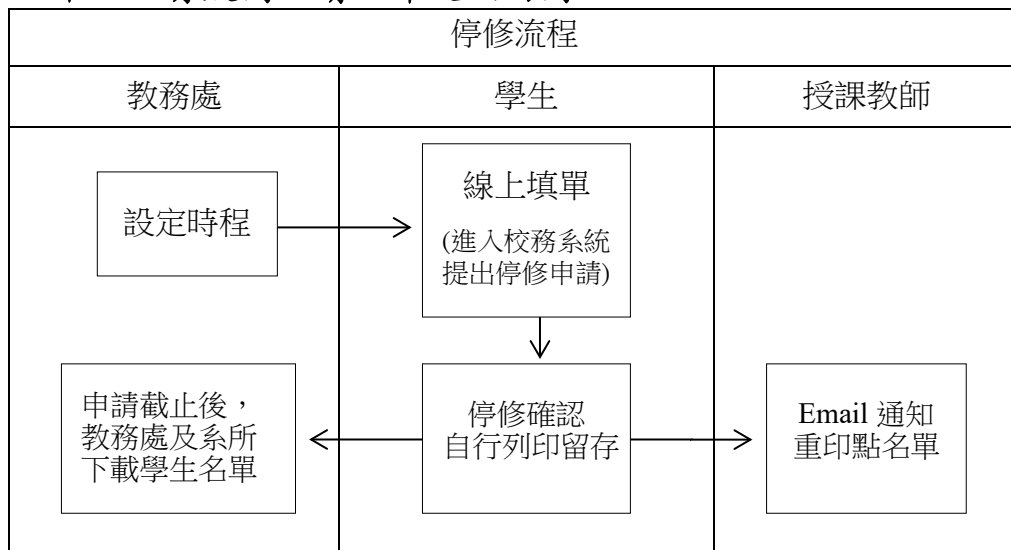 停修流程
教務處
學生
授課教師
設定時程
線上填單
(進入校務系統
提出停修申請)
申請截止後，
教務處及系所
下載學生名單
停修確認
自行列印留存
Email 通知
重印點名單